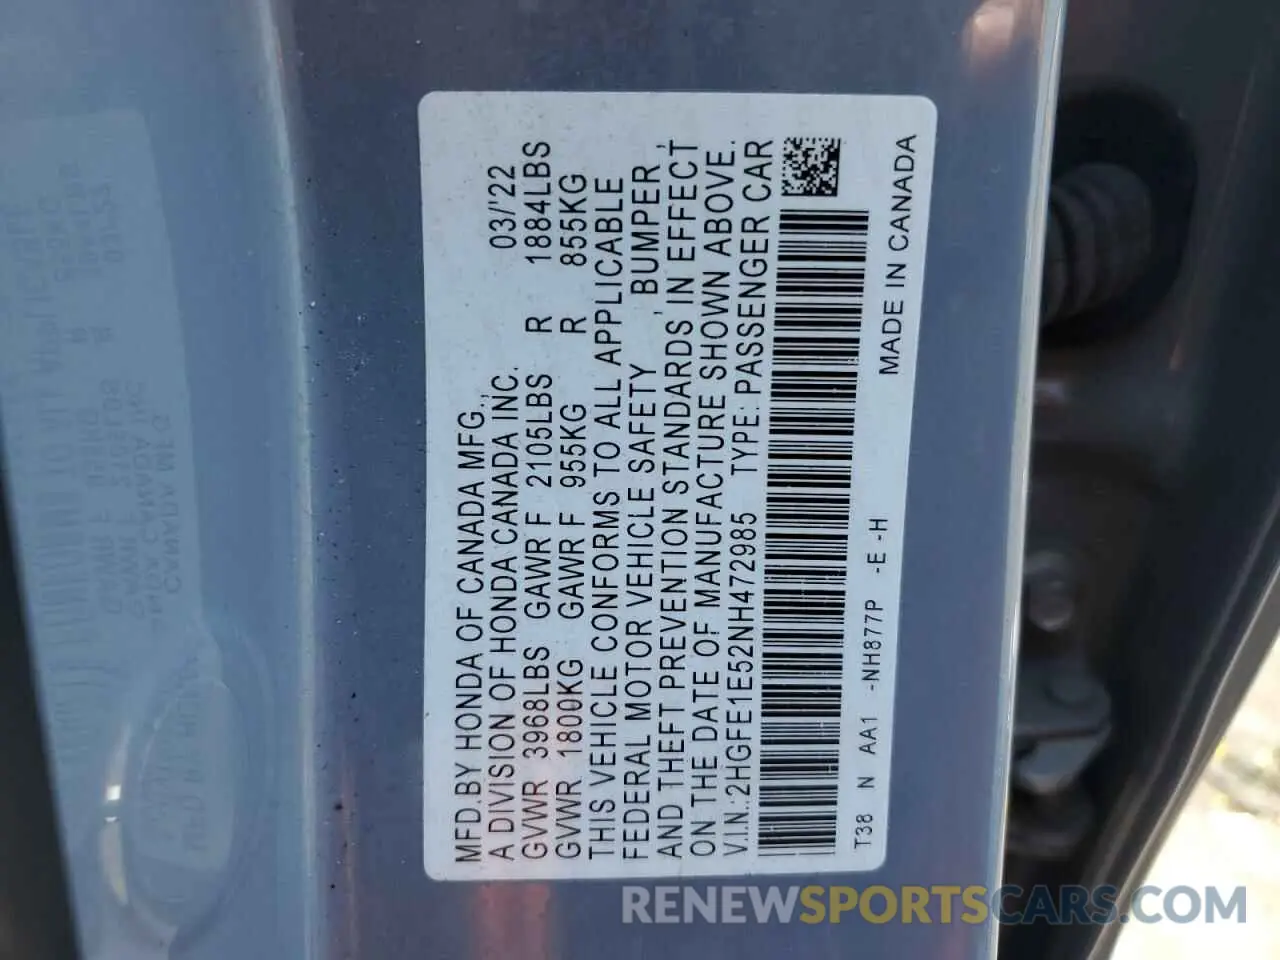 MFD.BY HONDA OF CANADA MFG.,
A DIVISION OF HONDA CANADA INC. 03/'22
GVWR 3968LBS GAWR F 2105LBS R 1884LBS
GVWR 1800KG GAWR F 955KG R 855KG
THIS VEHICLE CONFORMS TO ALL APPLICABLE
FEDERAL MOTOR VEHICLE SAFETY, BUMPER,
AND THEFT PREVENTION STANDARDS IN EFFECT
ON THE DATE OF MANUFACTURE SHOWN ABOVE.
V.I.N.:2HGFE1E52NH472985 TYPE: PASSENGER CAR
T38 N AA1 -NH877P -E -H MADE IN CANADA
RENEWSPORTSCARS.COM